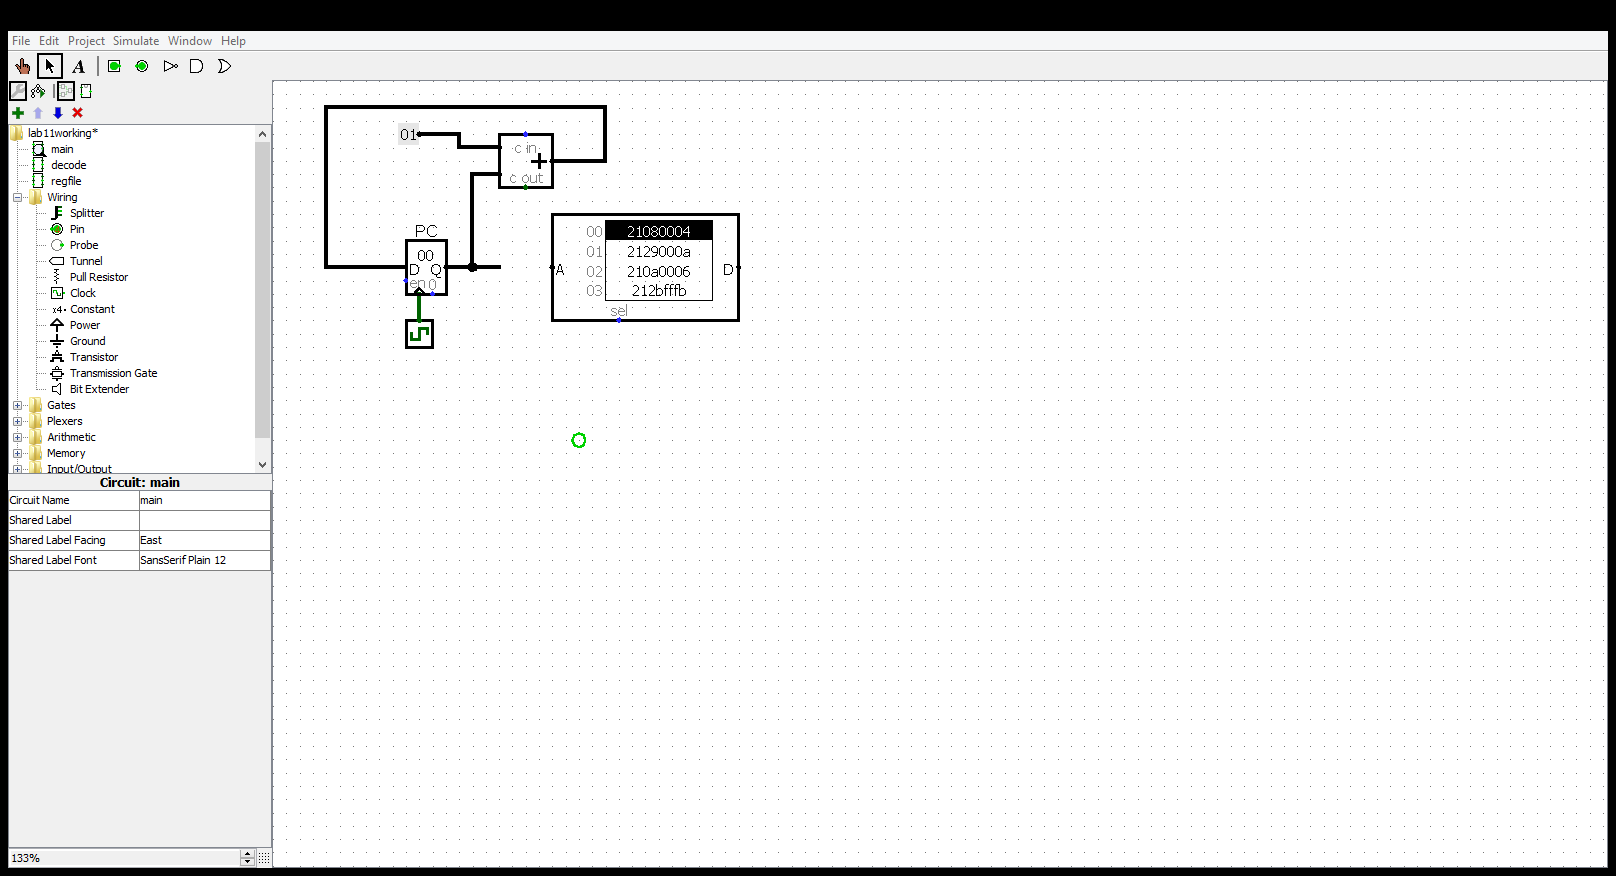 File Edit Project Simulate Window Help
A
lab11working*
main
decode
regfile
Wiring
Splitter
Pin
Probe
Tunnel
Pull Resistor
Clock
x4 Constant
Power
Ground
Transistor
Transmission Gate
Bit Extender
Gates
Plexers
Arithmetic
Memory
Input/Output
Circuit: main
Circuit Name main
Shared Label
Shared Label Facing East
Shared Label Font SansSerif Plain 12
133%
01
c in
+
c out
PC
00
D Q
en 0
00 21080004
01 2129000a
A 02 210a0006 D
03 212bfffb
sel